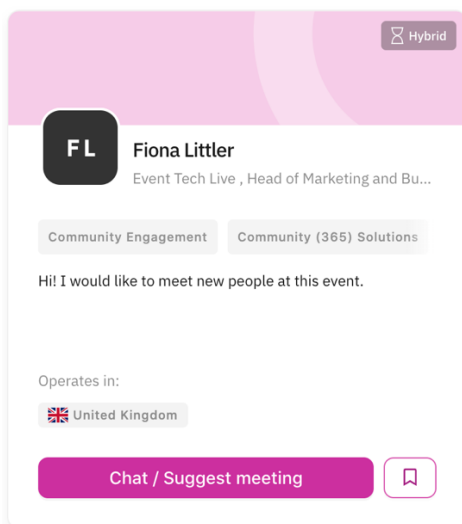 Hybrid
FL
Fiona Littler
Event Tech Live , Head of Marketing and Bu...
Community Engagement
Community (365) Solutions
Hi! I would like to meet new people at this event.
Operates in:
United Kingdom
Chat / Suggest meeting